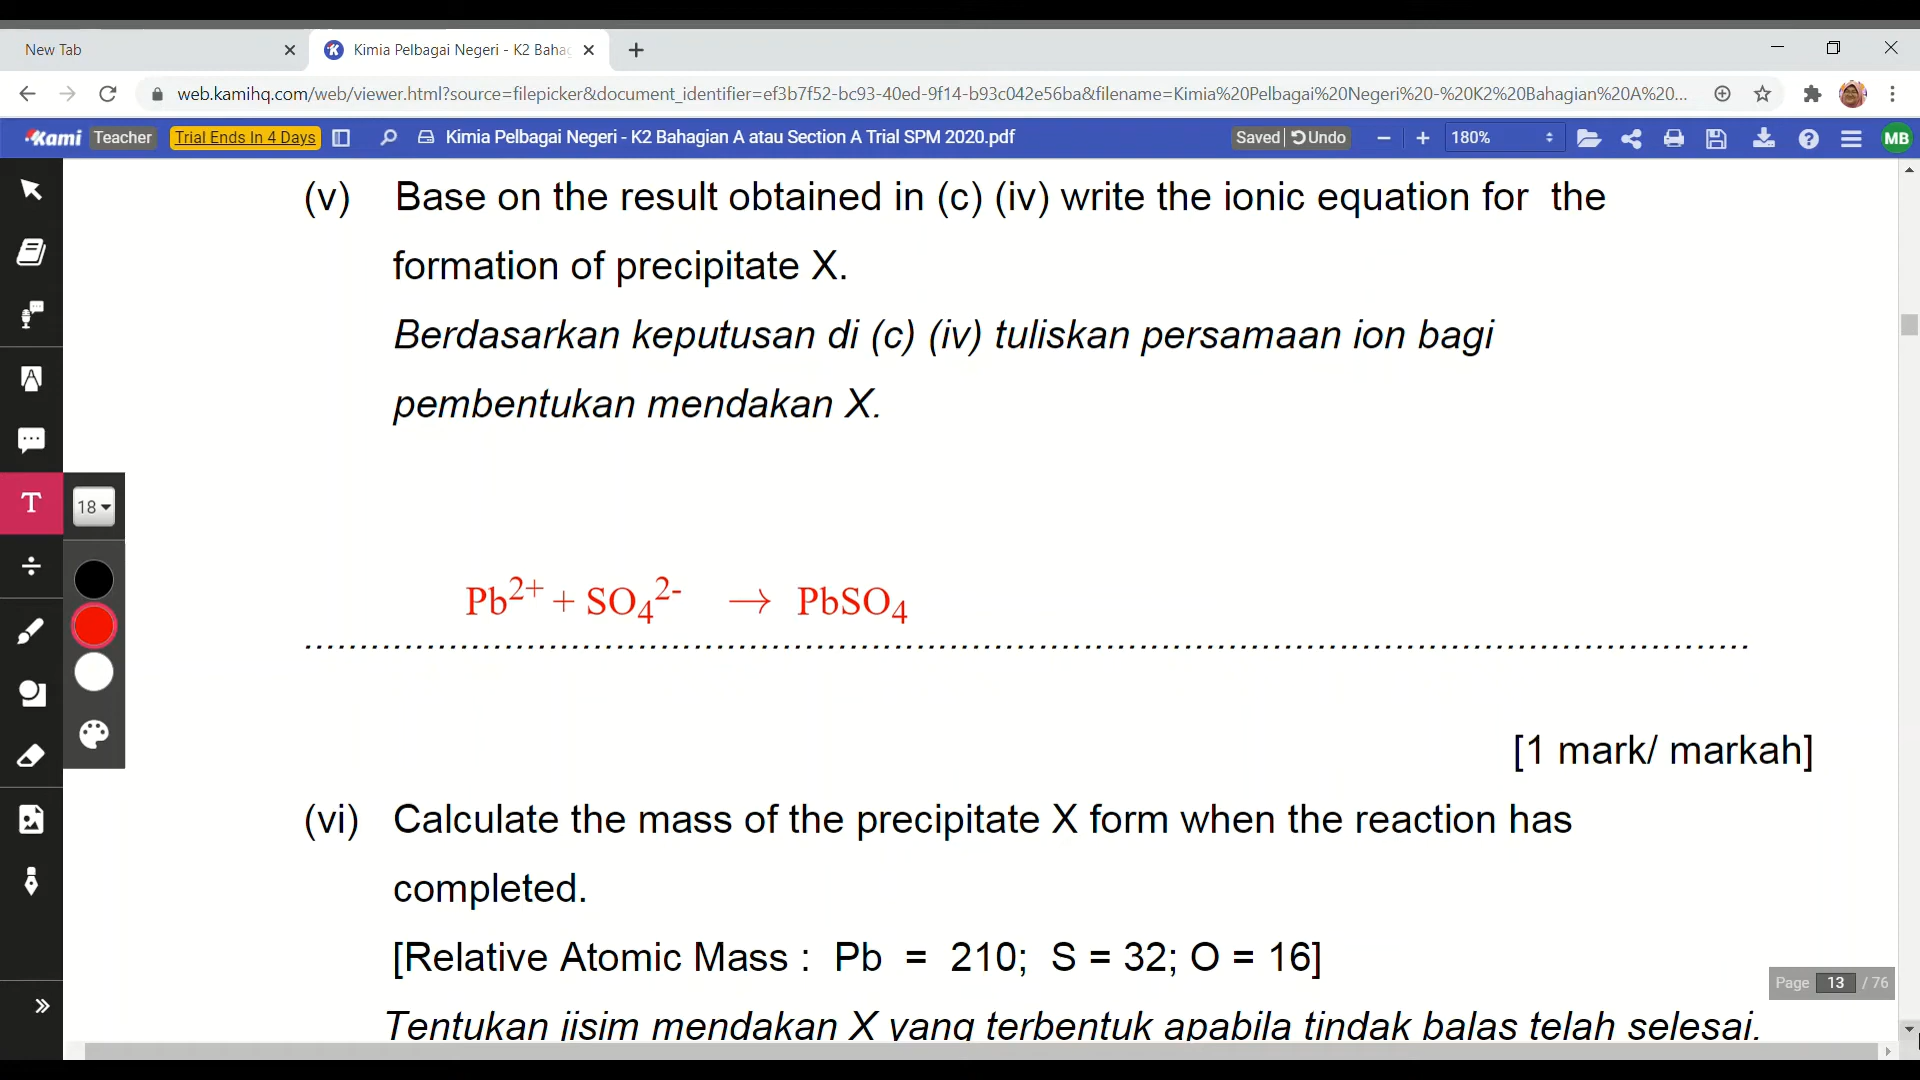 New Tab
Kimia Pelbagai Negeri - K2 Bahag
web.kamihq.com/web/viewer.html?source=filepicker&document_identifier=ef3b7f52-bc93-40ed-9f14-b93c042e56ba&filename=Kimia%20Pelbagai%20Negeri%20-%20K2%20Bahagian%20A%20...
Kami Teacher Trial Ends In 4 Days Kimia Pelbagai Negeri - K2 Bahagian A atau Section A Trial SPM 2020.pdf Saved Undo 180% MB
(v) Base on the result obtained in (c) (iv) write the ionic equation for the
formation of precipitate X.
Berdasarkan keputusan di (c) (iv) tuliskan persamaan ion bagi
pembentukan mendakan X.
T 18
Pb²⁺ + SO₄²⁻ → PbSO₄
[1 mark/ markah]
(vi) Calculate the mass of the precipitate X form when the reaction has
completed.
[Relative Atomic Mass : Pb = 210; S = 32; O = 16]
Page 13 / 76
Tentukan jisim mendakan X yang terbentuk apabila tindak balas telah selesai.